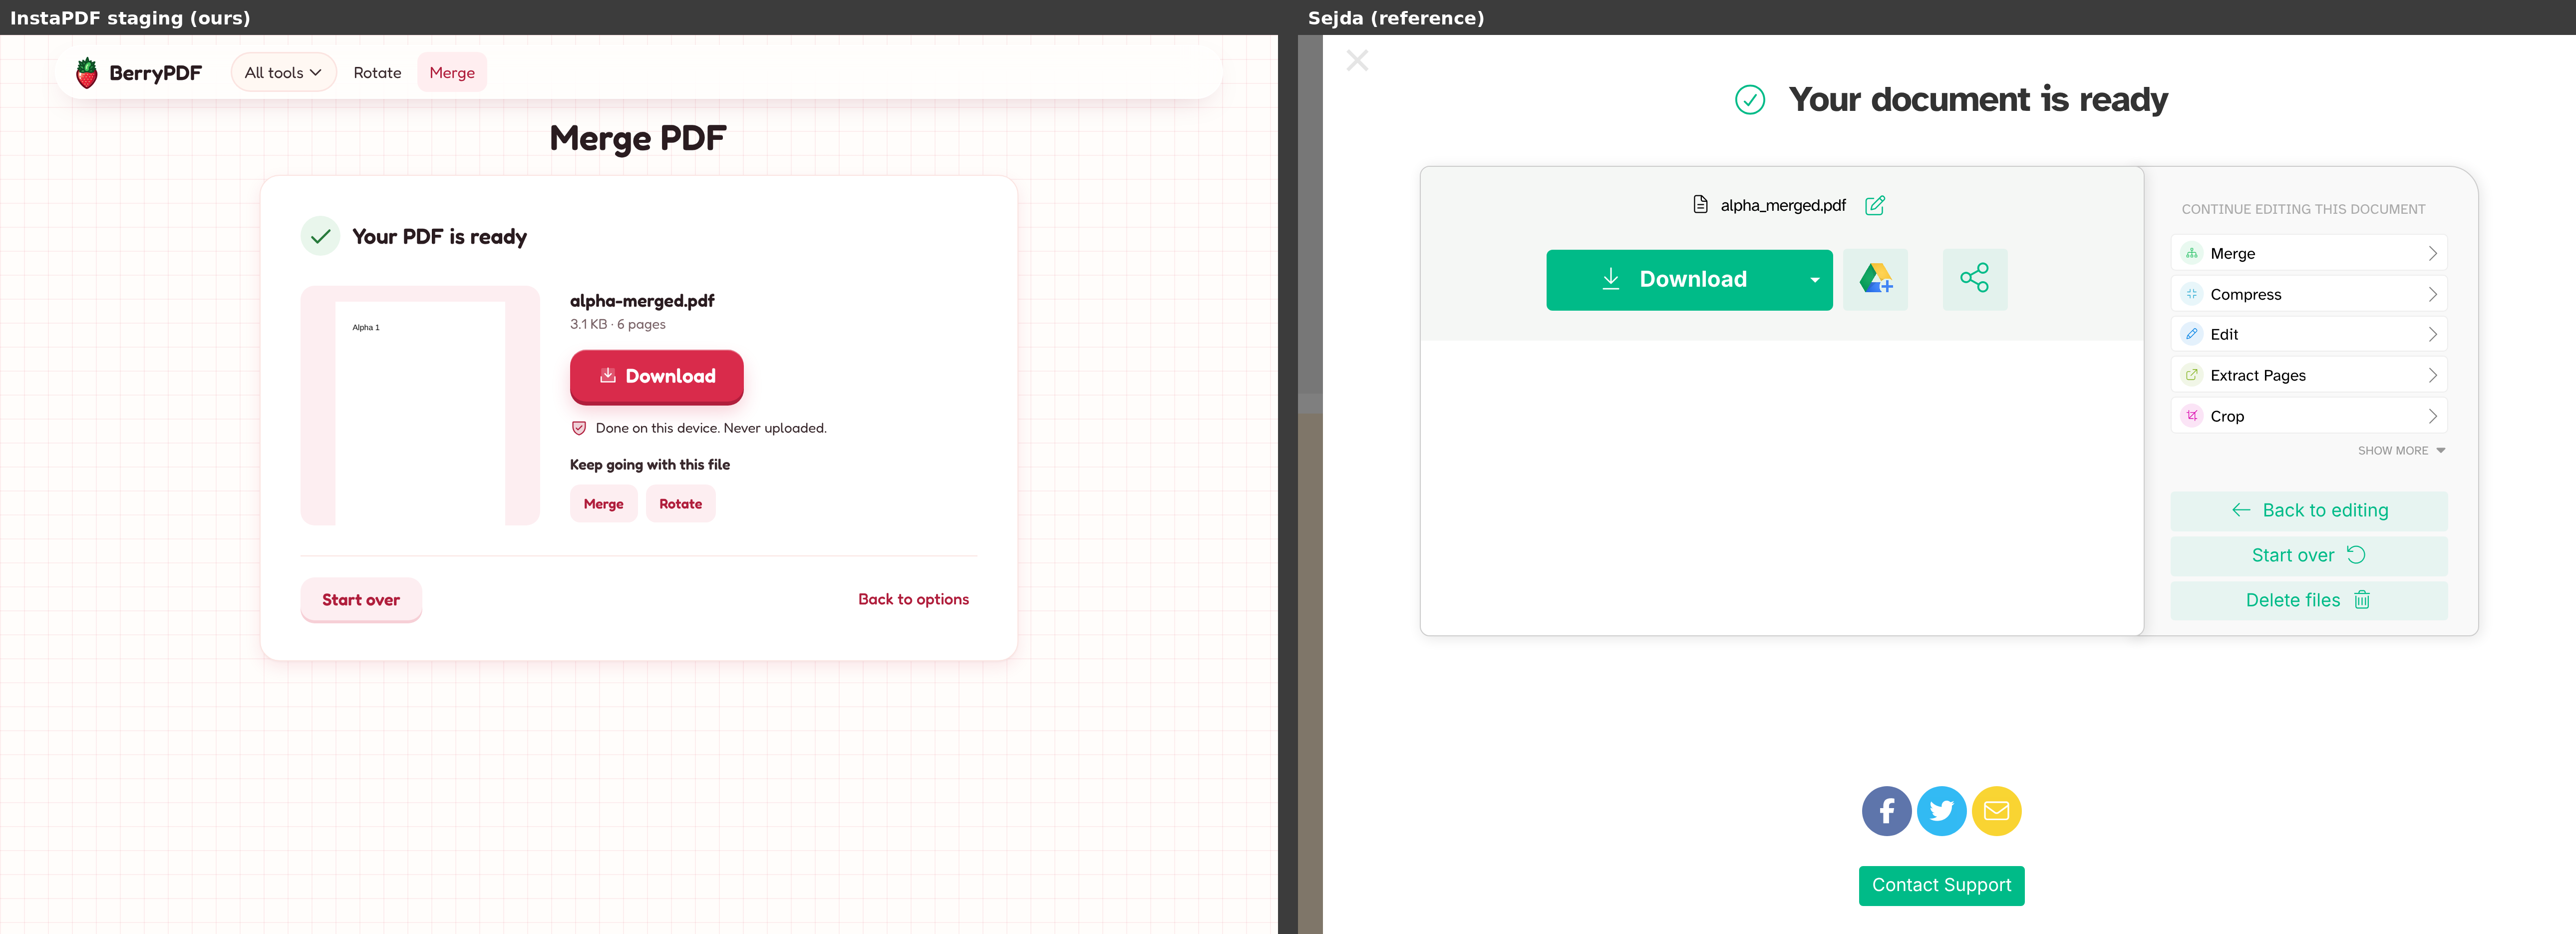 InstaPDF staging (ours)
BerryPDF
All tools
Rotate
Merge
Merge PDF
Your PDF is ready
Alpha 1
alpha-merged.pdf
3.1 KB · 6 pages
Download
Done on this device. Never uploaded.
Keep going with this file
Merge
Rotate
Start over
Back to options
Sejda (reference)
Your document is ready
alpha_merged.pdf
Download
CONTINUE EDITING THIS DOCUMENT
Merge
Compress
Edit
Extract Pages
Crop
SHOW MORE
Back to editing
Start over
Delete files
Contact Support